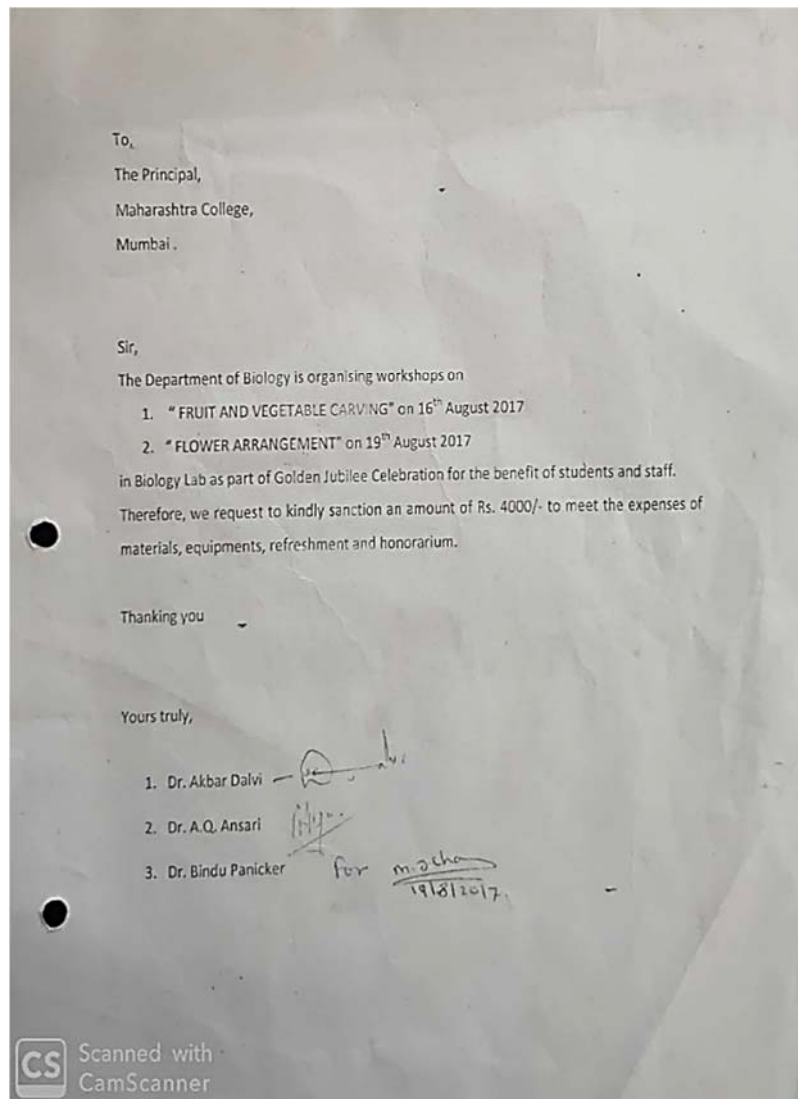 To,
The Principal,
Maharashtra College,
Mumbai .
Sir,
The Department of Biology is organising workshops on
1. " FRUIT AND VEGETABLE CARVING" on 16th August 2017
2. "FLOWER ARRANGEMENT" on 19th August 2017
in Biology Lab as part of Golden Jubilee Celebration for the benefit of students and staff.
Therefore, we request to kindly sanction an amount of Rs. 4000/- to meet the expenses of
materials, equipments, refreshment and honorarium.
Thanking you
Yours truly,
1. Dr. Akbar Dalvi
2. Dr. A.Q. Ansari
3. Dr. Bindu Panicker for
19/8/2017.
CS Scanned with
CamScanner